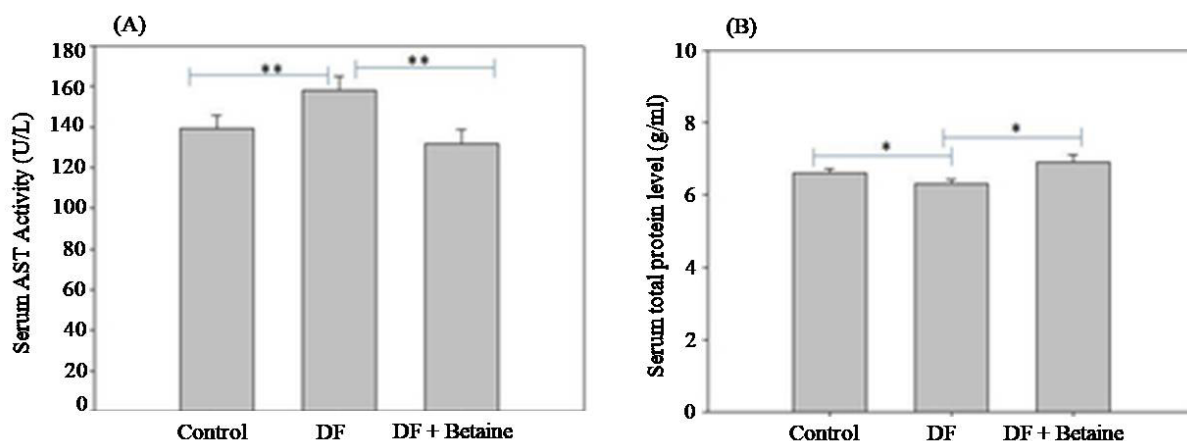 (A)
Serum AST Activity (U/L)
180
160
140
120
100
80
60
40
20
0
**
**
Control
DF
DF + Betaine
(B)
Serum total protein level (g/ml)
10
8
6
4
2
0
*
*
Control
DF
DF + Betaine